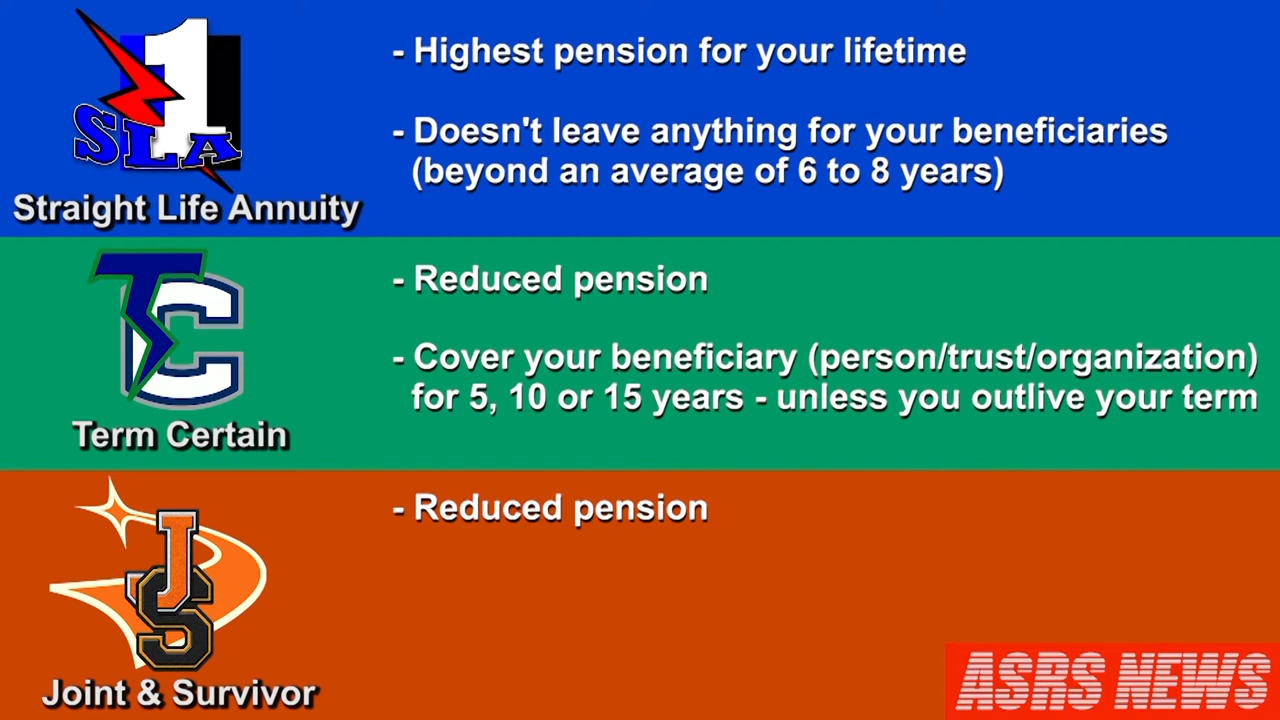 1
SLA
Straight Life Annuity
- Highest pension for your lifetime
- Doesn't leave anything for your beneficiaries
(beyond an average of 6 to 8 years)
TC
Term Certain
- Reduced pension
- Cover your beneficiary (person/trust/organization)
for 5, 10 or 15 years - unless you outlive your term
JS
Joint & Survivor
- Reduced pension
ASRS NEWS